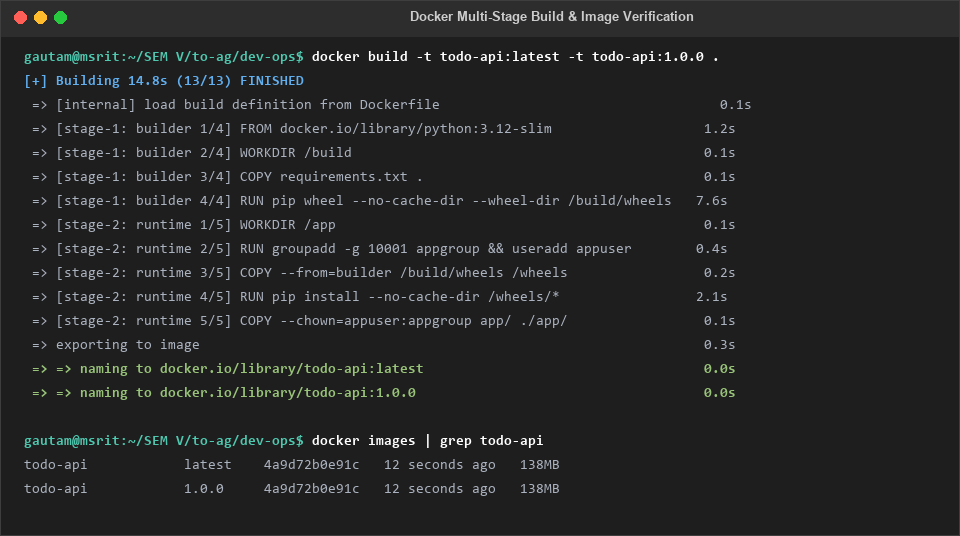 Docker Multi-Stage Build & Image Verification
gautam@msrit:~/SEM V/to-ag/dev-ops$ docker build -t todo-api:latest -t todo-api:1.0.0 .
[+] Building 14.8s (13/13) FINISHED
=> [internal] load build definition from Dockerfile 0.1s
=> [stage-1: builder 1/4] FROM docker.io/library/python:3.12-slim 1.2s
=> [stage-1: builder 2/4] WORKDIR /build 0.1s
=> [stage-1: builder 3/4] COPY requirements.txt . 0.1s
=> [stage-1: builder 4/4] RUN pip wheel --no-cache-dir --wheel-dir /build/wheels 7.6s
=> [stage-2: runtime 1/5] WORKDIR /app 0.1s
=> [stage-2: runtime 2/5] RUN groupadd -g 10001 appgroup && useradd appuser 0.4s
=> [stage-2: runtime 3/5] COPY --from=builder /build/wheels /wheels 0.2s
=> [stage-2: runtime 4/5] RUN pip install --no-cache-dir /wheels/* 2.1s
=> [stage-2: runtime 5/5] COPY --chown=appuser:appgroup app/ ./app/ 0.1s
=> exporting to image 0.3s
=> => naming to docker.io/library/todo-api:latest 0.0s
=> => naming to docker.io/library/todo-api:1.0.0 0.0s
gautam@msrit:~/SEM V/to-ag/dev-ops$ docker images | grep todo-api
todo-api latest 4a9d72b0e91c 12 seconds ago 138MB
todo-api 1.0.0 4a9d72b0e91c 12 seconds ago 138MB